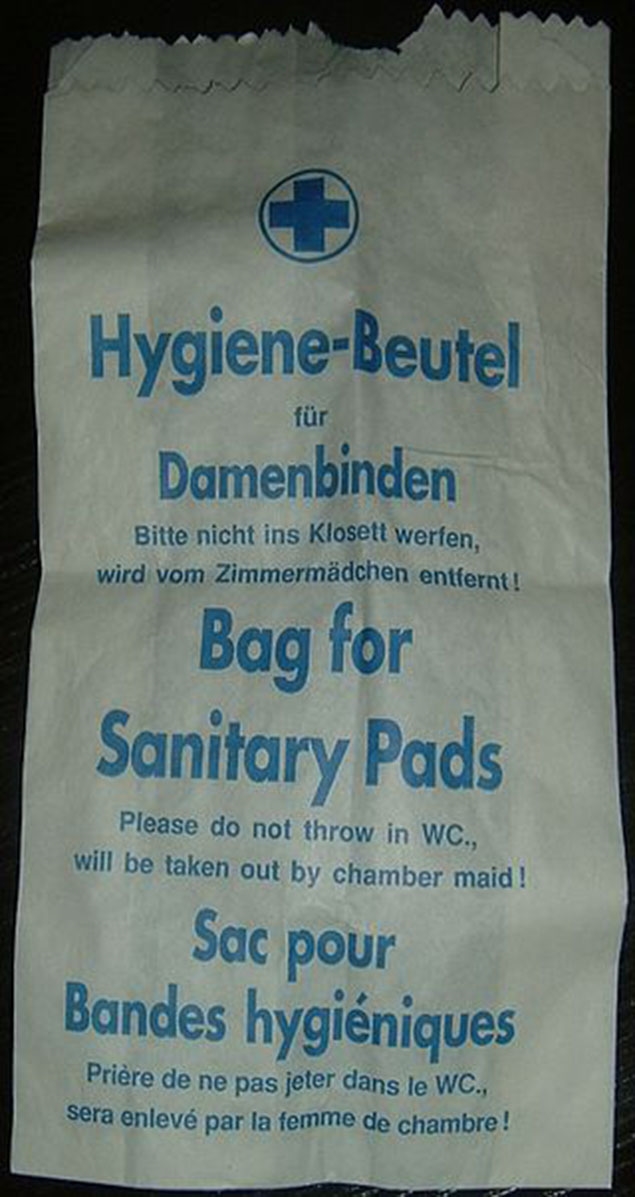 Hygiene-Beutel
für
Damenbinden
Bitte nicht ins Klosett werfen,
wird vom Zimmermädchen entfernt!
Bag for
Sanitary Pads
Please do not throw in WC.,
will be taken out by chamber maid!
Sac pour
Bandes hygiéniques
Prière de ne pas jeter dans le WC.,
sera enlevé par la femme de chambre!